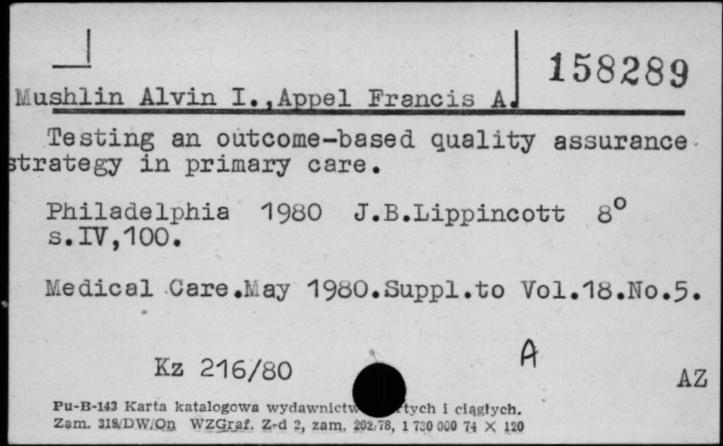 158289
Mushlin Alvin I., Appel Francis A.
Testing an outcome-based quality assurance
strategy in primary care.
Philadelphia 1980 J.B.Lippincott 8°
s.IV,100.
Medical Care.May 1980.Suppl.to Vol.18.No.5.
Kz 216/80
A
AZ
Pu-B-143 Karta katalogowa wydawnictw tych i ciągłych.
Zam. 318/DW/On WZGraf. Z-d 2, zam. 202/78, 1 730 000 74 X 120